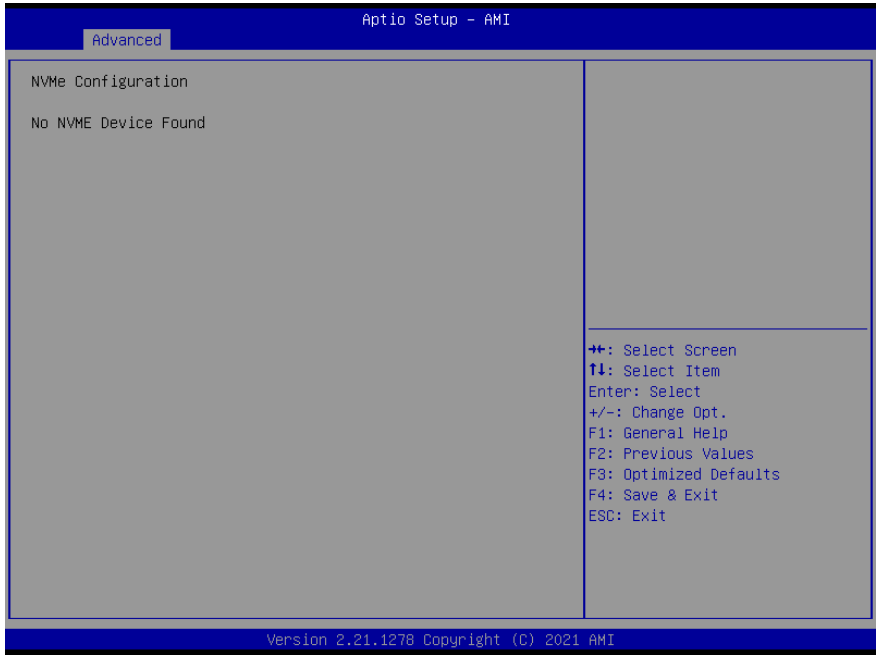 Aptio Setup – AMI
Advanced
NVMe Configuration
No NVME Device Found
→←: Select Screen
↑↓: Select Item
Enter: Select
+/-: Change Opt.
F1: General Help
F2: Previous Values
F3: Optimized Defaults
F4: Save & Exit
ESC: Exit
Version 2.21.1278 Copyright (C) 2021 AMI